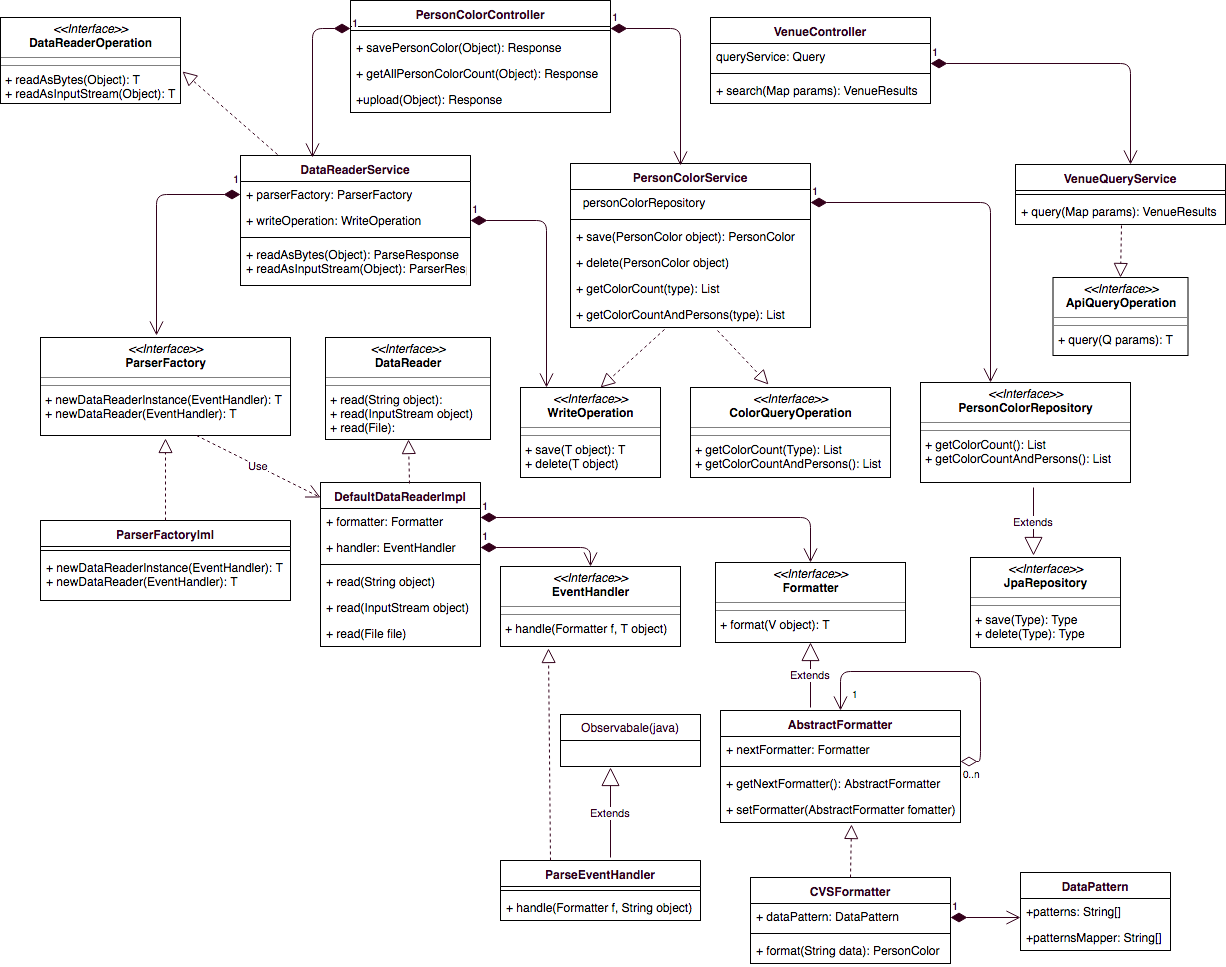 <<Interface>>
DataReaderOperation
+ readAsBytes(Object): T
+ readAsInputStream(Object): T
PersonColorController
+ savePersonColor(Object): Response
+ getAllPersonColorCount(Object): Response
+upload(Object): Response
1
1
VenueController
queryService: Query
+ search(Map params): VenueResults
1
DataReaderService
+ parserFactory: ParserFactory
+ writeOperation: WriteOperation
+ readAsBytes(Object): ParseResponse
+ readAsInputStream(Object): ParserRes
1
1
PersonColorService
personColorRepository
+ save(PersonColor object): PersonColor
+ delete(PersonColor object)
+ getColorCount(type): List
+ getColorCountAndPersons(type): List
1
VenueQueryService
+ query(Map params): VenueResults
<<Interface>>
ApiQueryOperation
+ query(Q params): T
<<Interface>>
ParserFactory
+ newDataReaderInstance(EventHandler): T
+ newDataReader(EventHandler): T
<<Interface>>
DataReader
+ read(String object):
+ read(InputStream object)
+ read(File):
<<Interface>>
WriteOperation
+ save(T object): T
+ delete(T object)
<<Interface>>
ColorQueryOperation
+ getColorCount(Type): List
+ getColorCountAndPersons(): List
<<Interface>>
PersonColorRepository
+ getColorCount(): List
+ getColorCountAndPersons(): List
Use
Extends
ParserFactoryIml
+ newDataReaderInstance(EventHandler): T
+ newDataReader(EventHandler): T
DefaultDataReaderImpl
+ formatter: Formatter
+ handler: EventHandler
+ read(String object)
+ read(InputStream object)
+ read(File file)
1
1
<<Interface>>
EventHandler
+ handle(Formatter f, T object)
<<Interface>>
Formatter
+ format(V object): T
<<Interface>>
JpaRepository
+ save(Type): Type
+ delete(Type): Type
Extends
1
Observabale(java)
AbstractFormatter
+ nextFormatter: Formatter
+ getNextFormatter(): AbstractFormatter
+ setFormatter(AbstractFormatter fomatter)
0..n
Extends
ParseEventHandler
+ handle(Formatter f, String object)
CVSFormatter
+ dataPattern: DataPattern
+ format(String data): PersonColor
1
DataPattern
+patterns: String[]
+patternsMapper: String[]